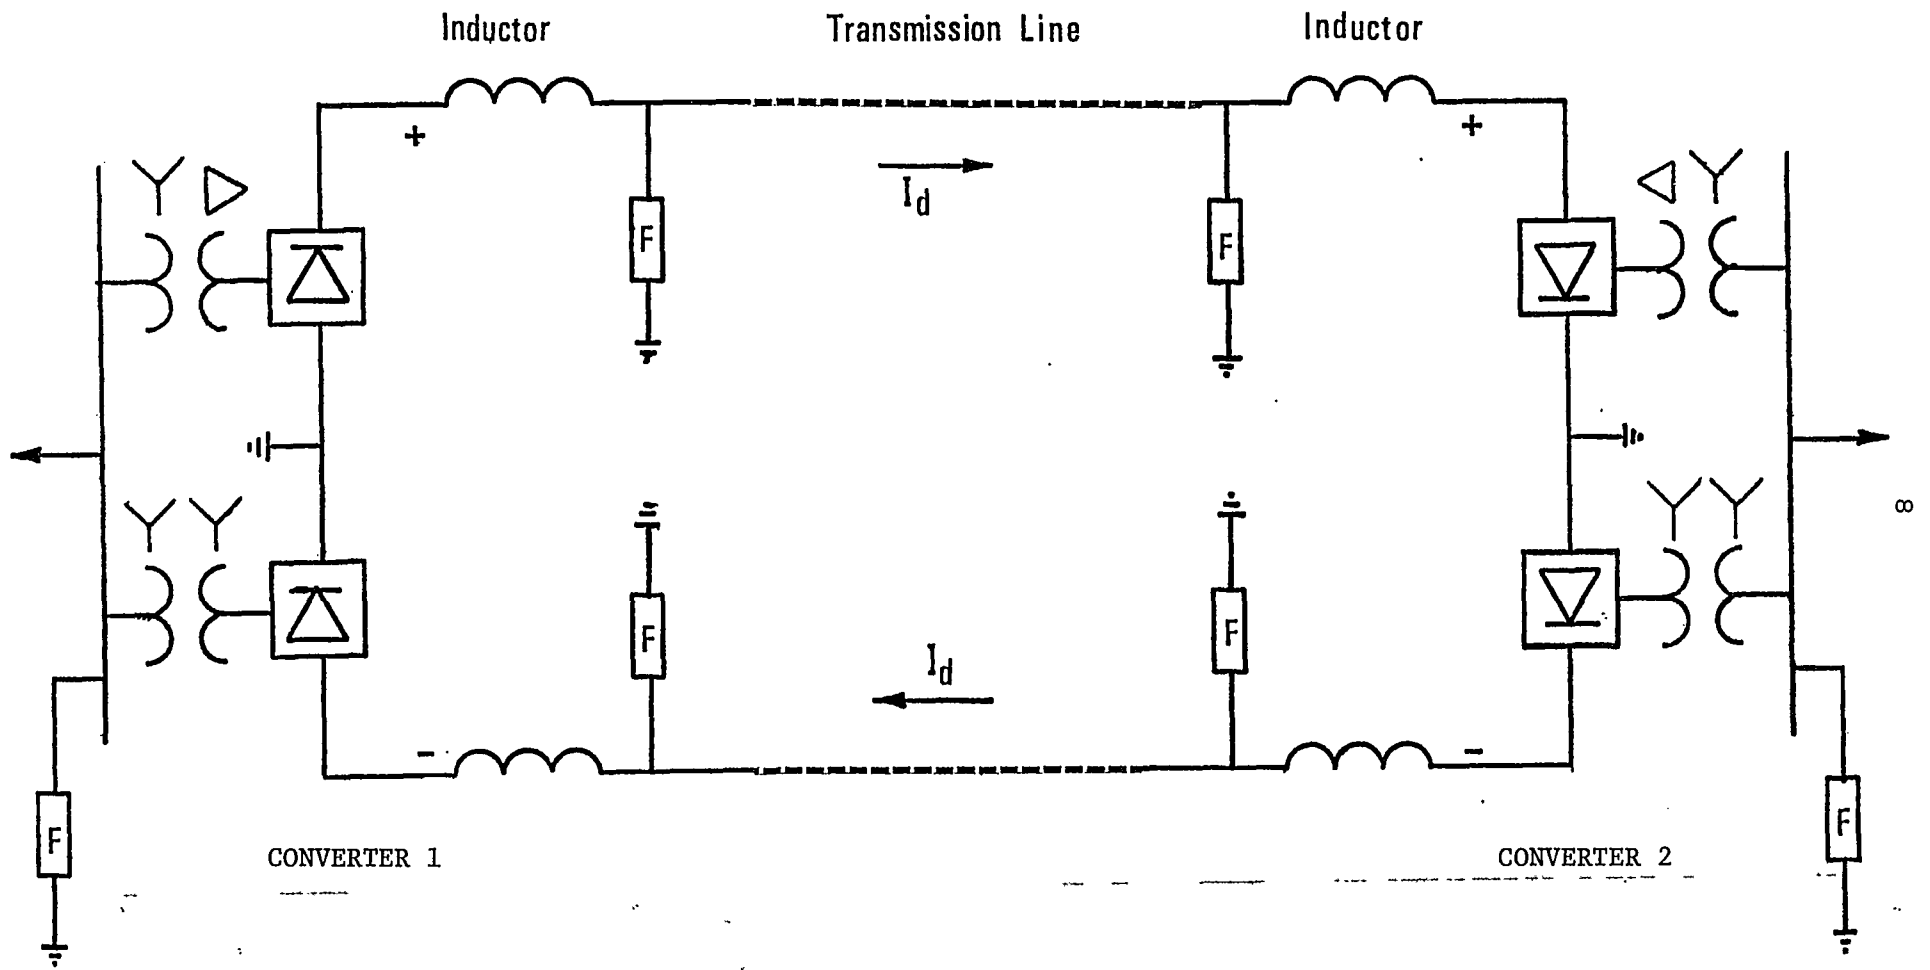 Inductor
Transmission Line
Inductor
+
+
Y Δ
Δ Y
I_d
F
F
8
Y Y
Y Y
F
F
I_d
-
-
F
F
CONVERTER 1
CONVERTER 2